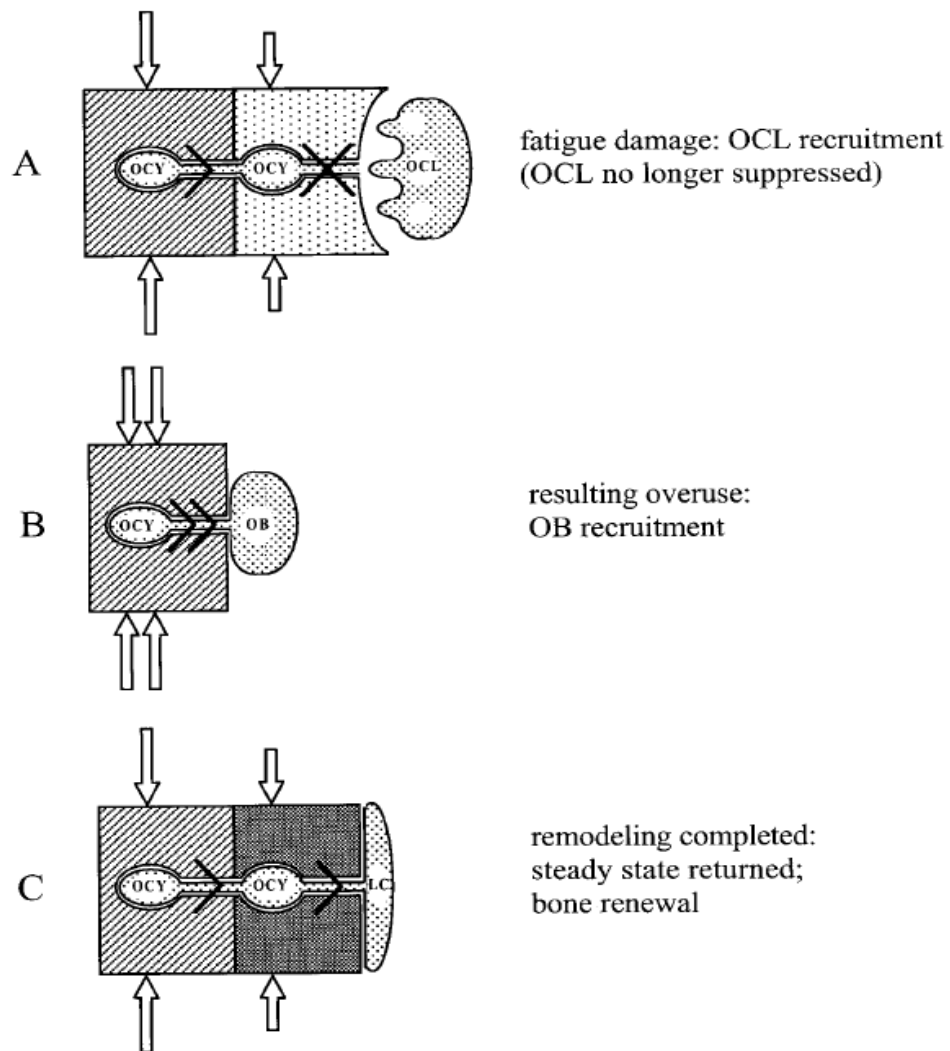 A
OCY
OCY
OCL
fatigue damage: OCL recruitment
(OCL no longer suppressed)
B
OCY
OB
resulting overuse:
OB recruitment
C
OCY
OCY
LC
remodeling completed:
steady state returned;
bone renewal